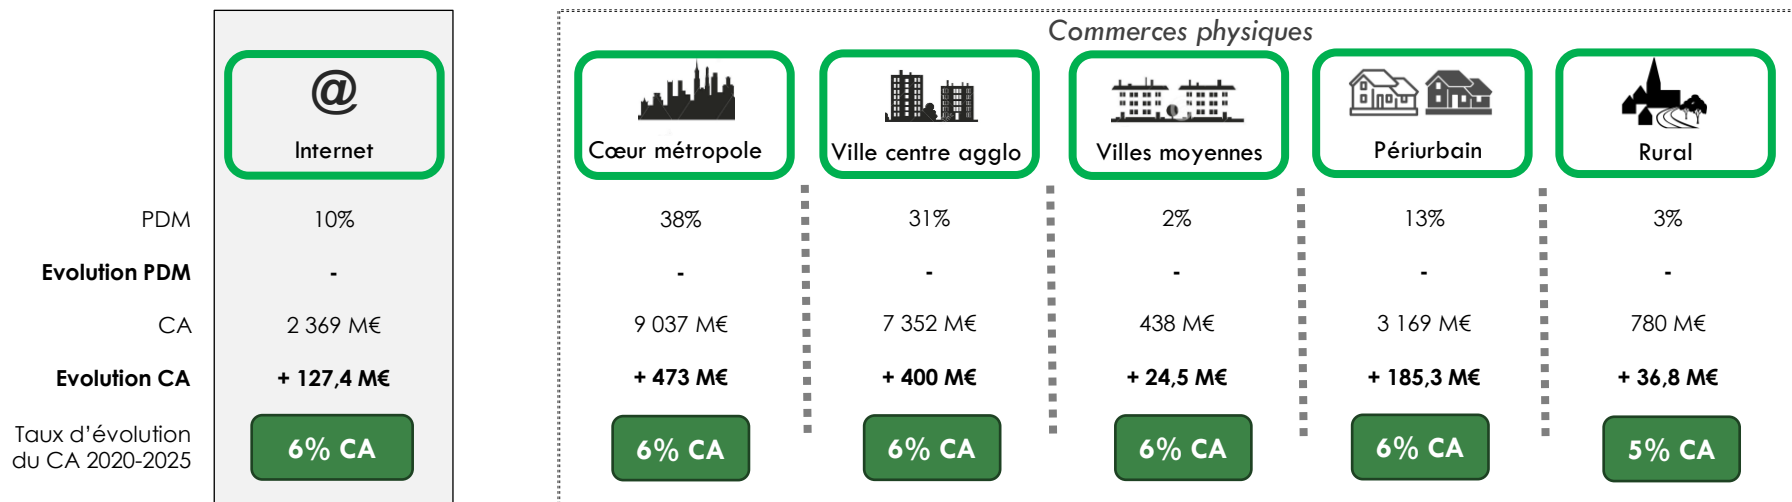 Commerces physiques
@
Internet
Cœur métropole
Ville centre agglo
Villes moyennes
Périurbain
Rural
PDM 10% 38% 31% 2% 13% 3%
Evolution PDM - - - - - -
CA 2 369 M€ 9 037 M€ 7 352 M€ 438 M€ 3 169 M€ 780 M€
Evolution CA + 127,4 M€ + 473 M€ + 400 M€ + 24,5 M€ + 185,3 M€ + 36,8 M€
Taux d'évolution
du CA 2020-2025
6% CA 6% CA 6% CA 6% CA 6% CA 5% CA